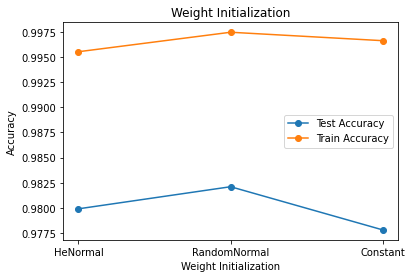 Weight Initialization
0.9975
0.9950
0.9925
0.9900
0.9875
0.9850
0.9825
0.9800
0.9775
Accuracy
Test Accuracy
Train Accuracy
HeNormal RandomNormal Constant
Weight Initialization